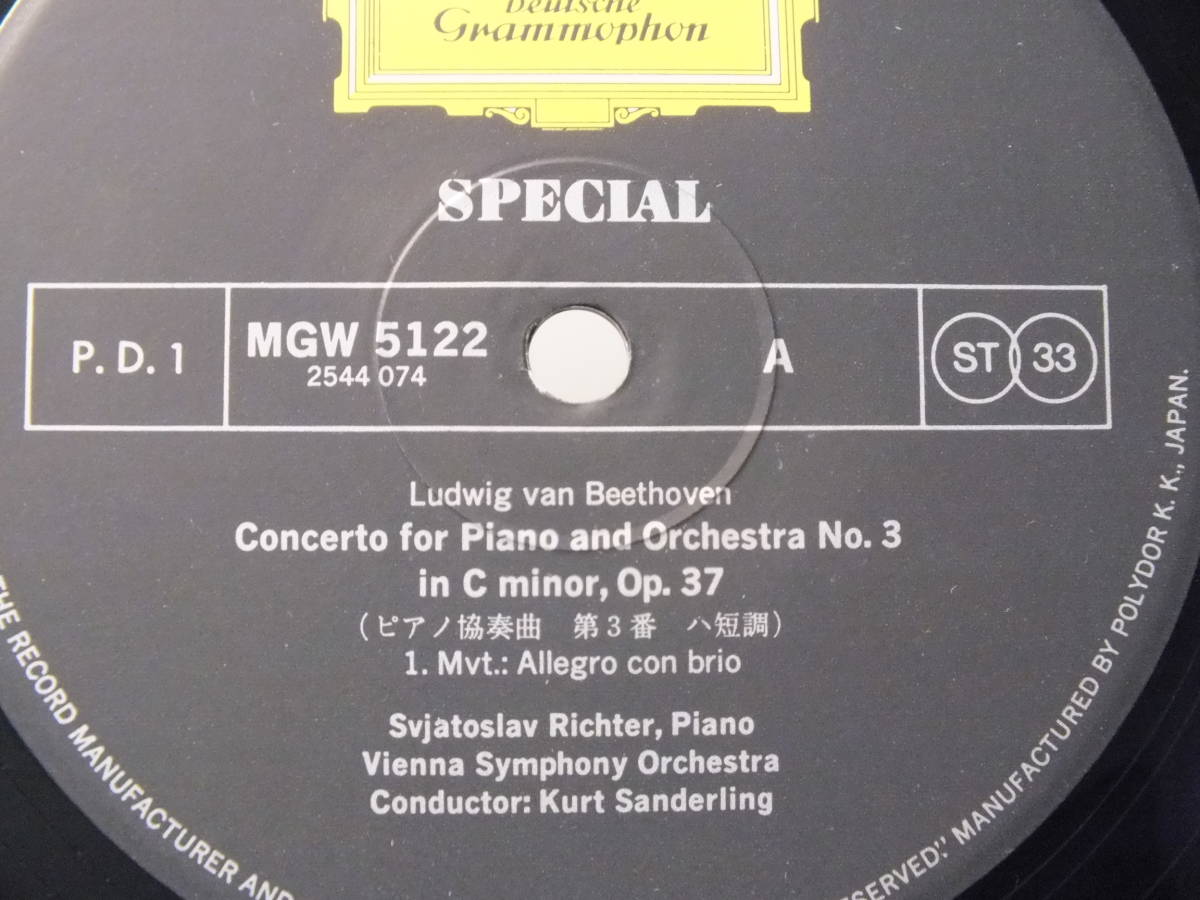 Deutsche
Grammophon
SPECIAL
P. D. 1
MGW 5122
2544 074
A
ST 33
Ludwig van Beethoven
Concerto for Piano and Orchestra No. 3
in C minor, Op. 37
(ピアノ協奏曲 第3番 ハ短調)
1. Mvt.: Allegro con brio
Svjatoslav Richter, Piano
Vienna Symphony Orchestra
Conductor: Kurt Sanderling
THE RECORD MANUFACTURER AND
ESERVED." MANUFACTURED BY POLYDOR K. K., JAPAN.